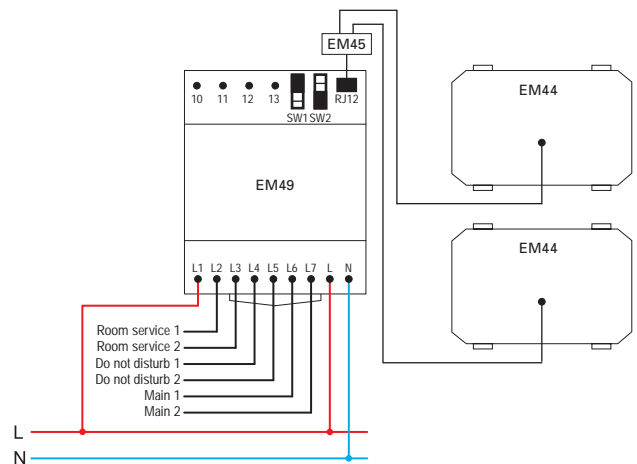 EM45
EM44
10 11 12 13 RJ12
SW1 SW2
EM49
EM44
L1 L2 L3 L4 L5 L6 L7 L N
Room service 1
Room service 2
Do not disturb 1
Do not disturb 2
Main 1
Main 2
L
N